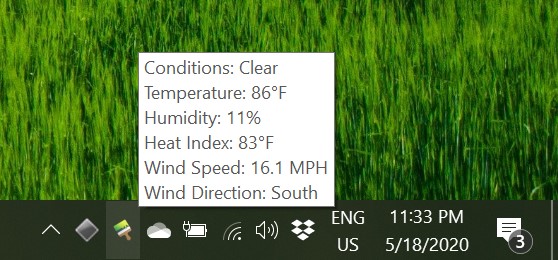 Conditions: Clear
Temperature: 86°F
Humidity: 11%
Heat Index: 83°F
Wind Speed: 16.1 MPH
Wind Direction: South
ENG
US
11:33 PM
5/18/2020
3